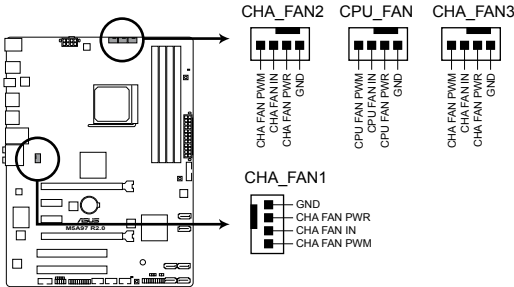 CHA_FAN2 CPU_FAN CHA_FAN3
CHA FAN PWM
CHA FAN IN
CHA FAN PWR
GND
CPU FAN PWM
CPU FAN IN
CPU FAN PWR
GND
CHA FAN PWM
CHA FAN IN
CHA FAN PWR
GND
CHA_FAN1
GND
CHA FAN PWR
CHA FAN IN
CHA FAN PWM
ASUS
M5A97 R2.0